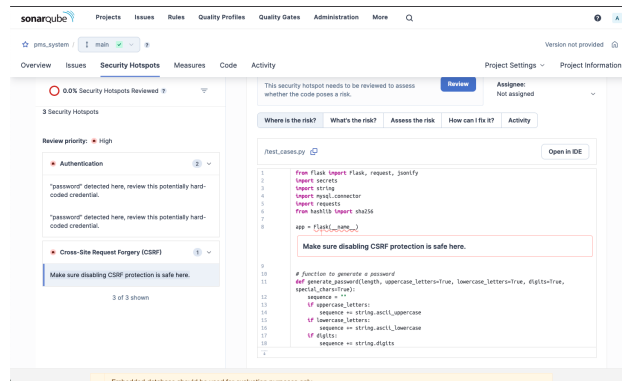 sonarqube Projects Issues Rules Quality Profiles Quality Gates Administration More A
pms_system / main Version not provided
Overview Issues Security Hotspots Measures Code Activity Project Settings Project Information
0.0% Security Hotspots Reviewed
3 Security Hotspots
Review priority: High
Authentication 2
"password" detected here, review this potentially hard-
coded credential.
"password" detected here, review this potentially hard-
coded credential.
Cross-Site Request Forgery (CSRF) 1
Make sure disabling CSRF protection is safe here.
3 of 3 shown
This security hotspot needs to be reviewed to assess
whether the code poses a risk.
Review
Assignee:
Not assigned
Where is the risk? What's the risk? Assess the risk How can I fix it? Activity
/test_cases.py Open in IDE
1 from flask import Flask, request, jsonify
2 import secrets
3 import string
4 import mysql.connector
5 import requests
6 from hashlib import sha256
7
8 app = Flask(__name__)
Make sure disabling CSRF protection is safe here.
9
10 # function to generate a password
11 def generate_password(length, uppercase_letters=True, lowercase_letters=True, digits=True,
special_chars=True):
12 sequence = ""
13 if uppercase_letters:
14 sequence += string.ascii_uppercase
15 if lowercase_letters:
16 sequence += string.ascii_lowercase
17 if digits:
18 sequence += string.digits
Embedded database should be used for evaluation purposes only